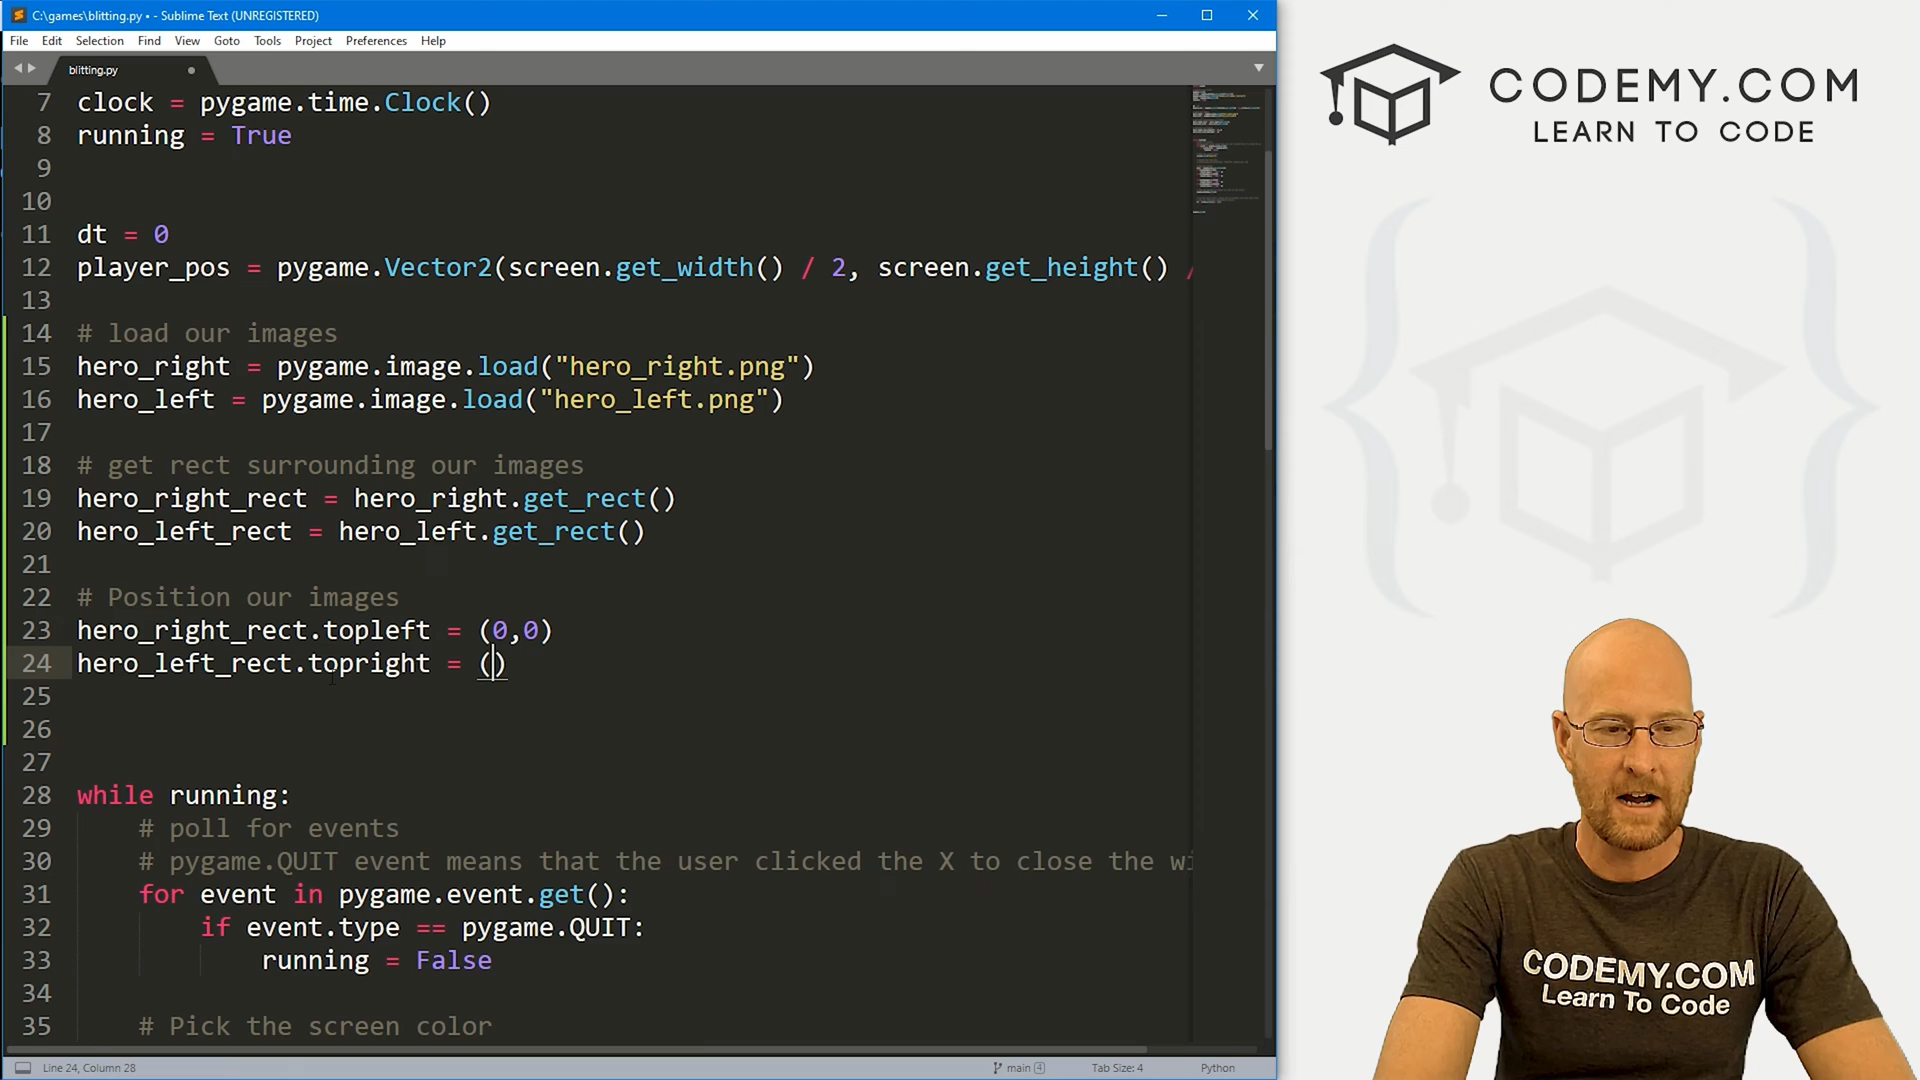 C:\games\blitting.py • - Sublime Text (UNREGISTERED)
File Edit Selection Find View Goto Tools Project Preferences Help
blitting.py
7 clock = pygame.time.Clock()
8 running = True
9
10
11 dt = 0
12 player_pos = pygame.Vector2(screen.get_width() / 2, screen.get_height() /
13
14 # load our images
15 hero_right = pygame.image.load("hero_right.png")
16 hero_left = pygame.image.load("hero_left.png")
17
18 # get rect surrounding our images
19 hero_right_rect = hero_right.get_rect()
20 hero_left_rect = hero_left.get_rect()
21
22 # Position our images
23 hero_right_rect.topleft = (0,0)
24 hero_left_rect.topright = ()
25
26
27
28 while running:
29 # poll for events
30 # pygame.QUIT event means that the user clicked the X to close the wi
31 for event in pygame.event.get():
32 if event.type == pygame.QUIT:
33 running = False
34
35 # Pick the screen color
Line 24, Column 28
main 4
Tab Size: 4
Python
CODEMY.COM
LEARN TO CODE
CODEMY.COM
Learn To Code